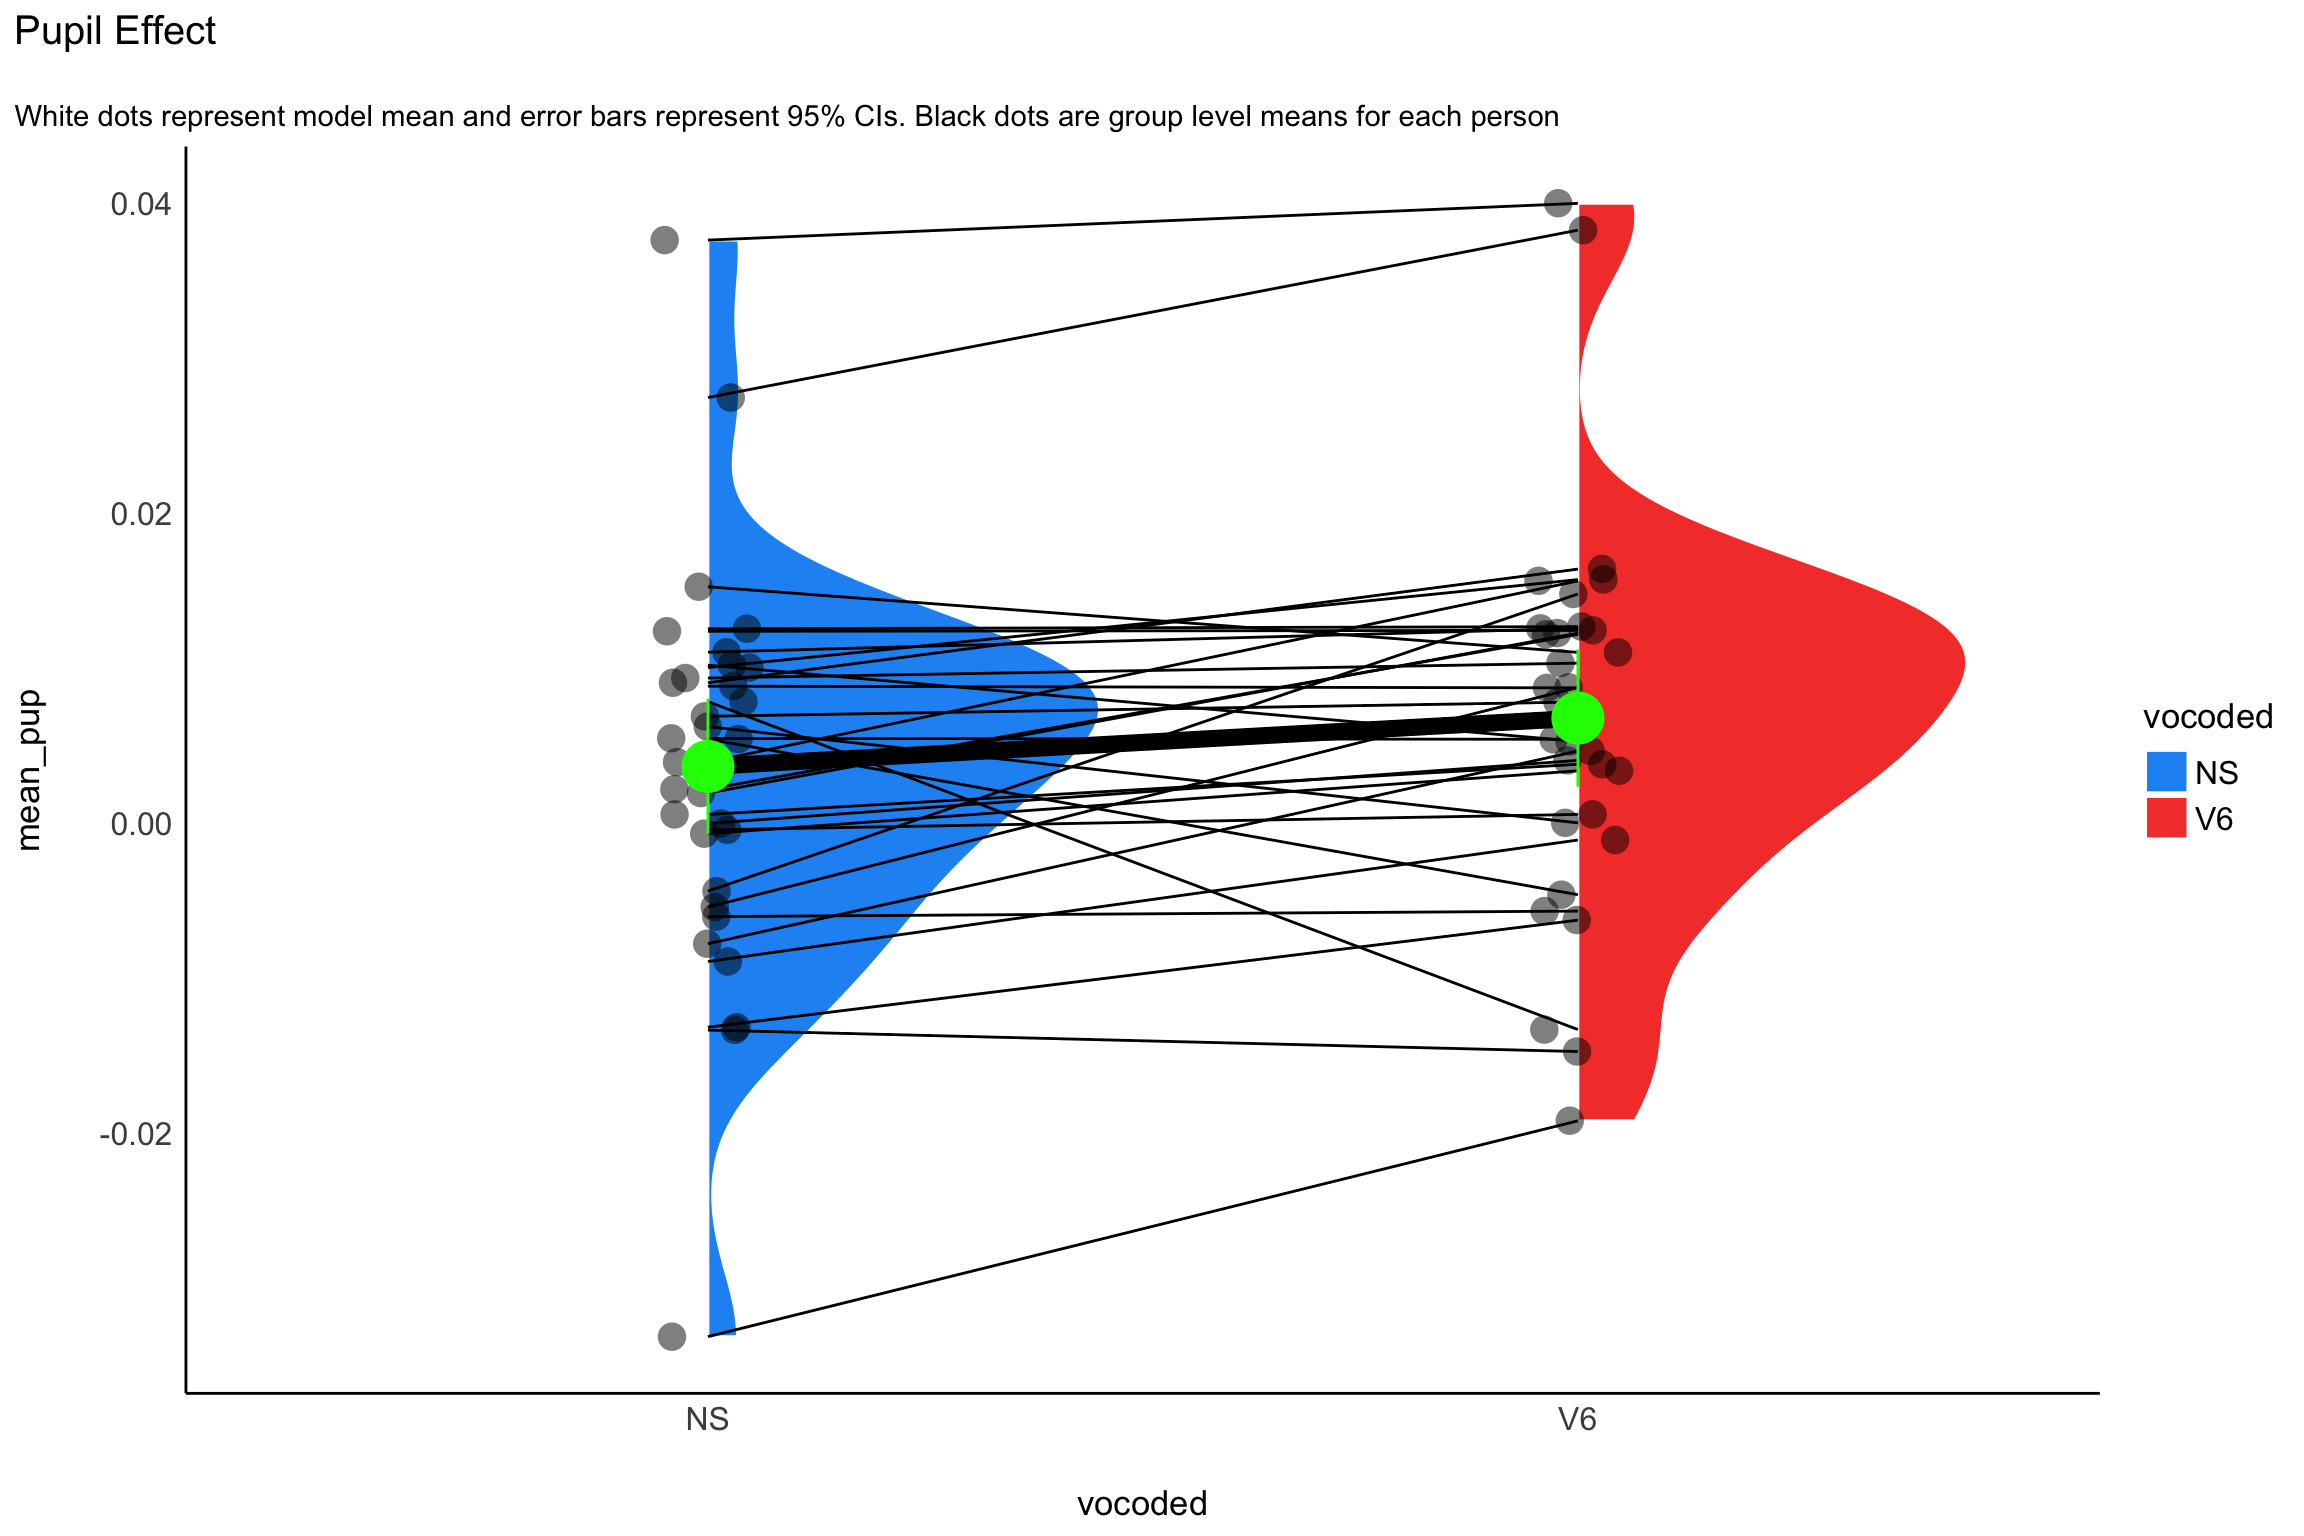 Pupil Effect
White dots represent model mean and error bars represent 95% CIs. Black dots are group level means for each person
0.04
0.02
0.00
-0.02
mean_pup
NS
V6
vocoded
vocoded
NS
V6